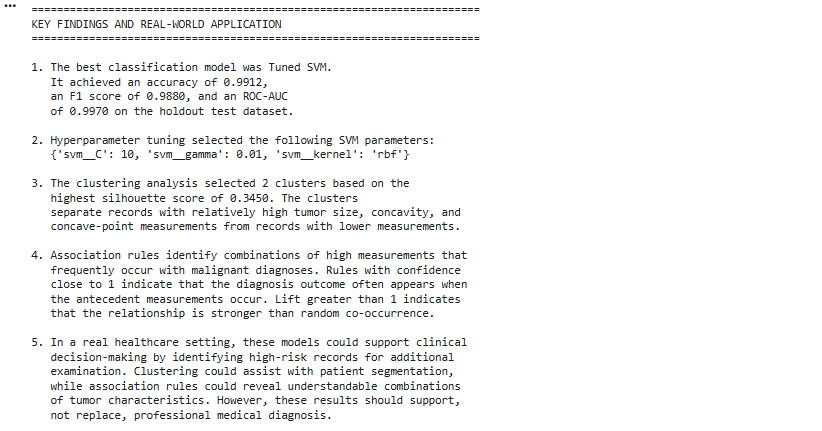 •••
======================================================================
KEY FINDINGS AND REAL-WORLD APPLICATION
======================================================================
1. The best classification model was Tuned SVM.
It achieved an accuracy of 0.9912,
an F1 score of 0.9880, and an ROC-AUC
of 0.9970 on the holdout test dataset.
2. Hyperparameter tuning selected the following SVM parameters:
{'svm__C': 10, 'svm__gamma': 0.01, 'svm__kernel': 'rbf'}
3. The clustering analysis selected 2 clusters based on the
highest silhouette score of 0.3450. The clusters
separate records with relatively high tumor size, concavity, and
concave-point measurements from records with lower measurements.
4. Association rules identify combinations of high measurements that
frequently occur with malignant diagnoses. Rules with confidence
close to 1 indicate that the diagnosis outcome often appears when
the antecedent measurements occur. Lift greater than 1 indicates
that the relationship is stronger than random co-occurrence.
5. In a real healthcare setting, these models could support clinical
decision-making by identifying high-risk records for additional
examination. Clustering could assist with patient segmentation,
while association rules could reveal understandable combinations
of tumor characteristics. However, these results should support,
not replace, professional medical diagnosis.